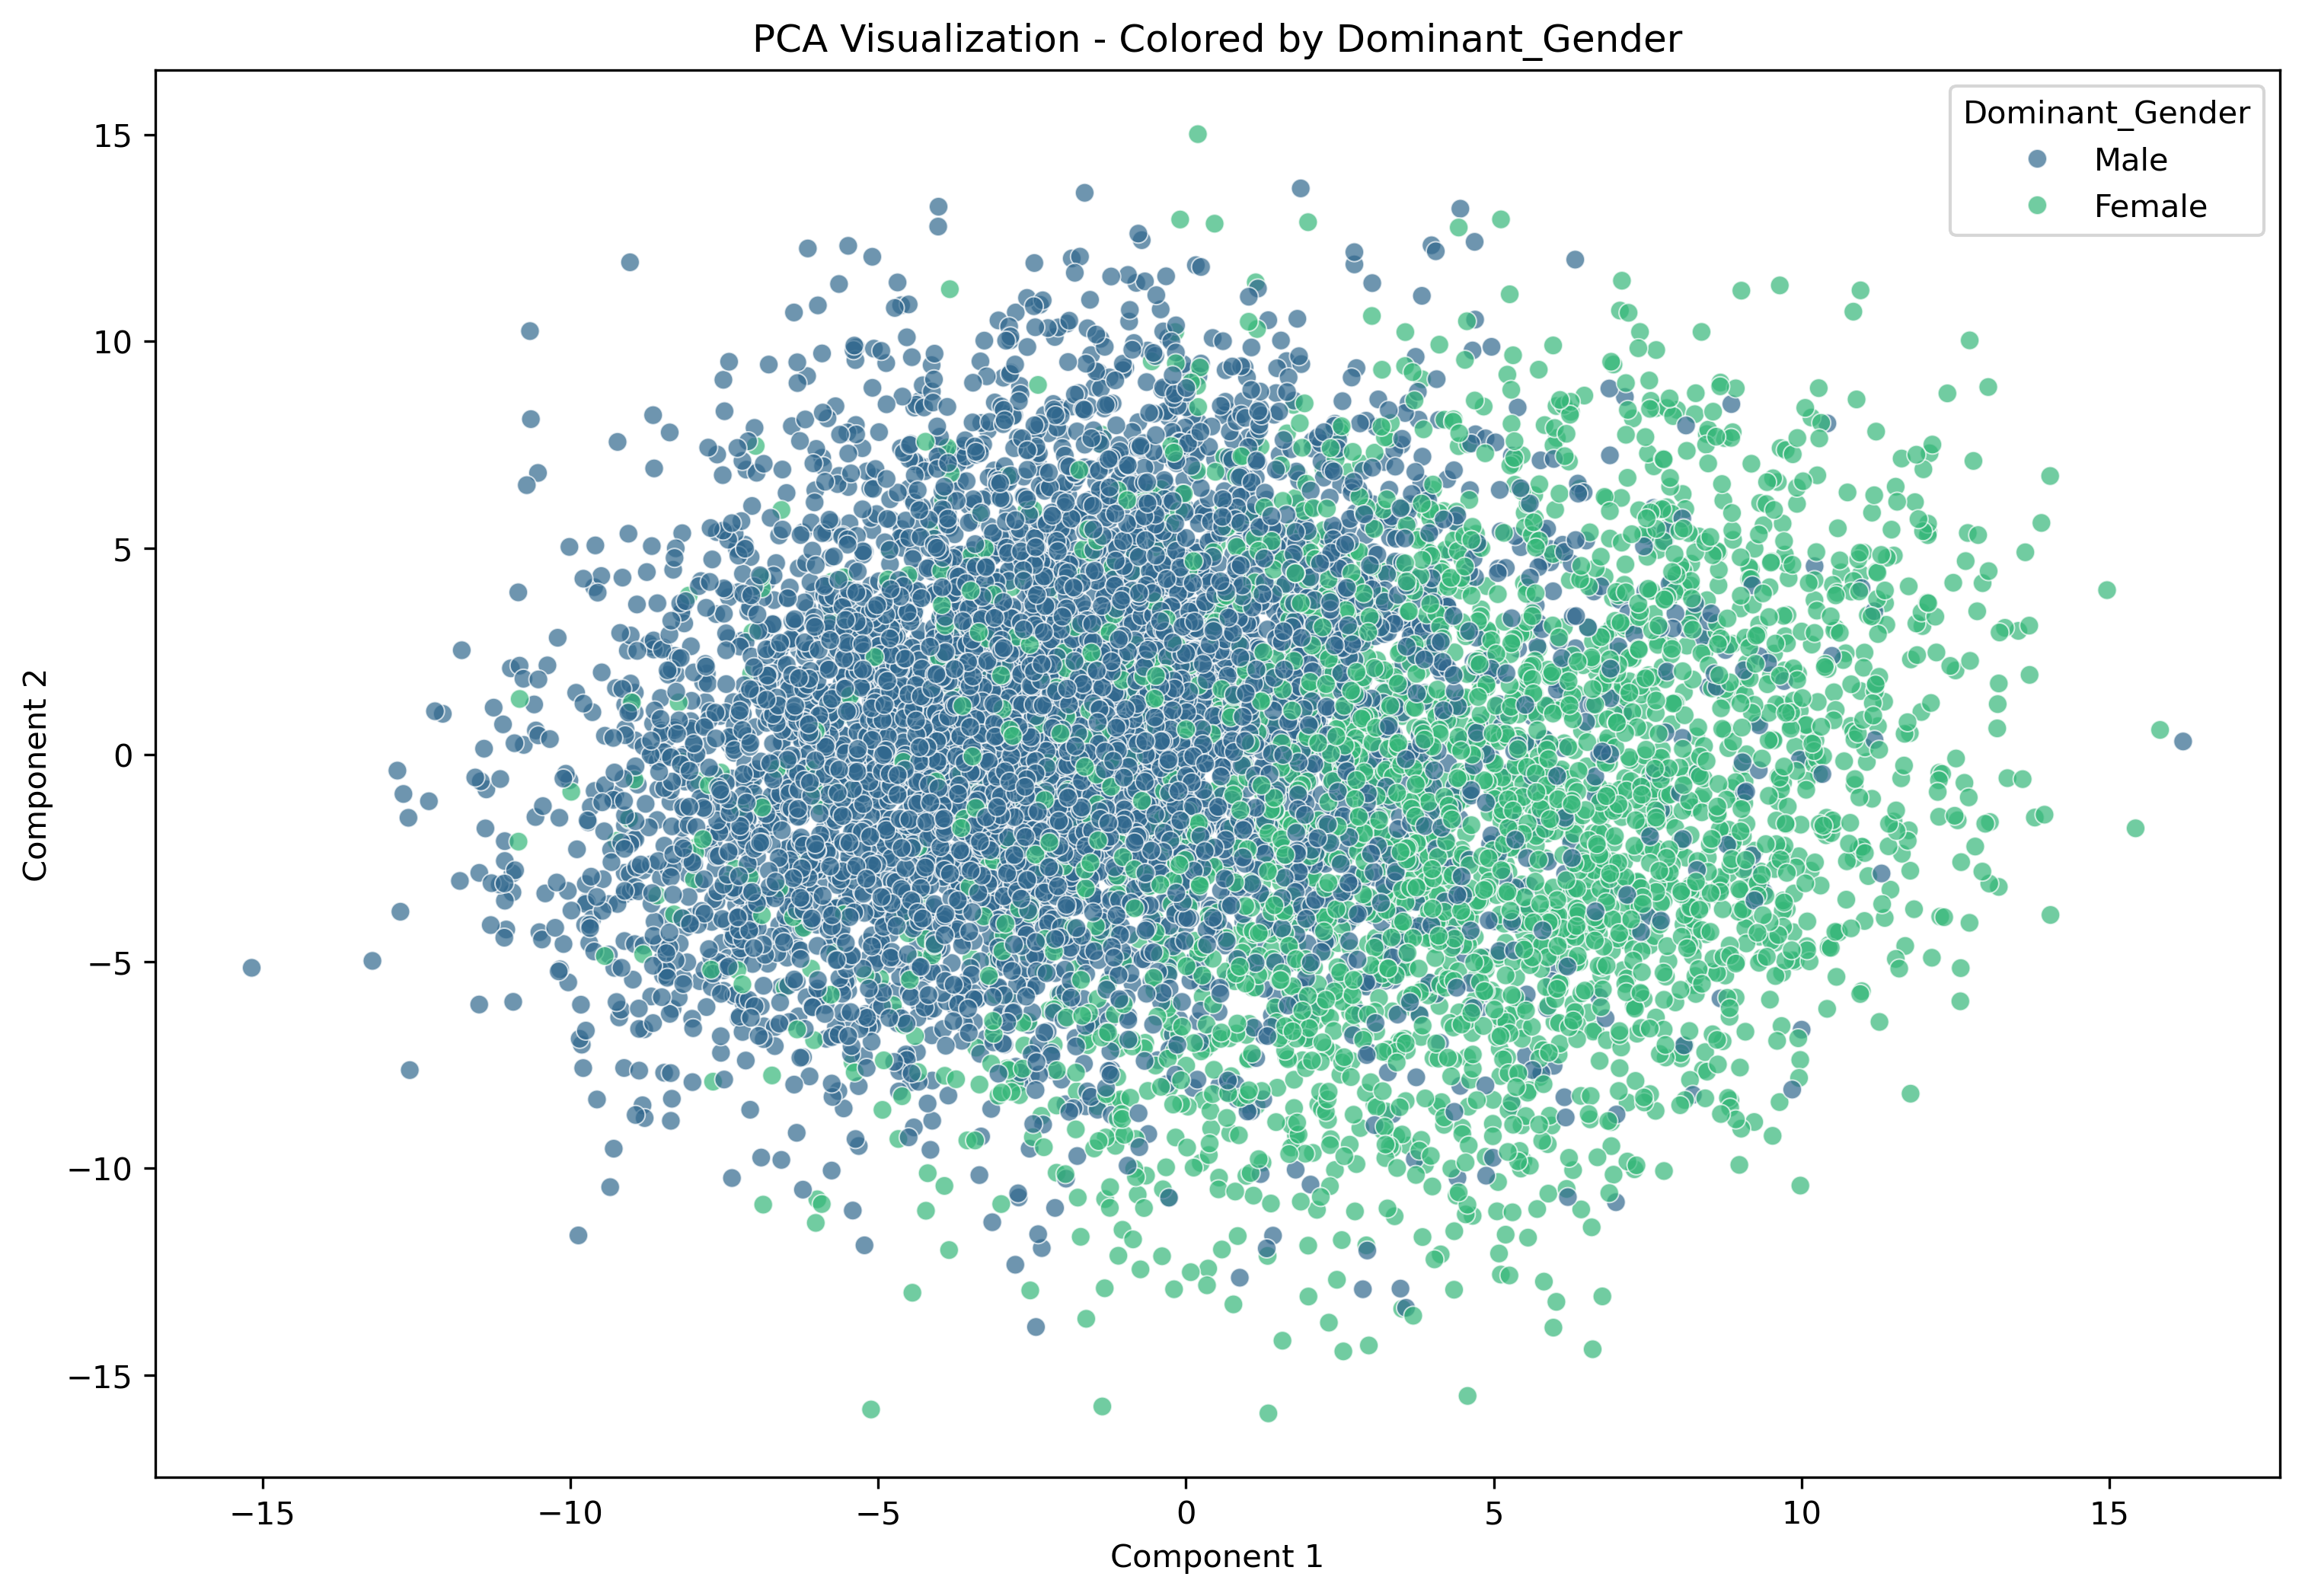 PCA Visualization - Colored by Dominant_Gender
Dominant_Gender
Male
Female
15
10
5
0
−5
−10
−15
Component 2
−15
−10
−5
0
5
10
15
Component 1